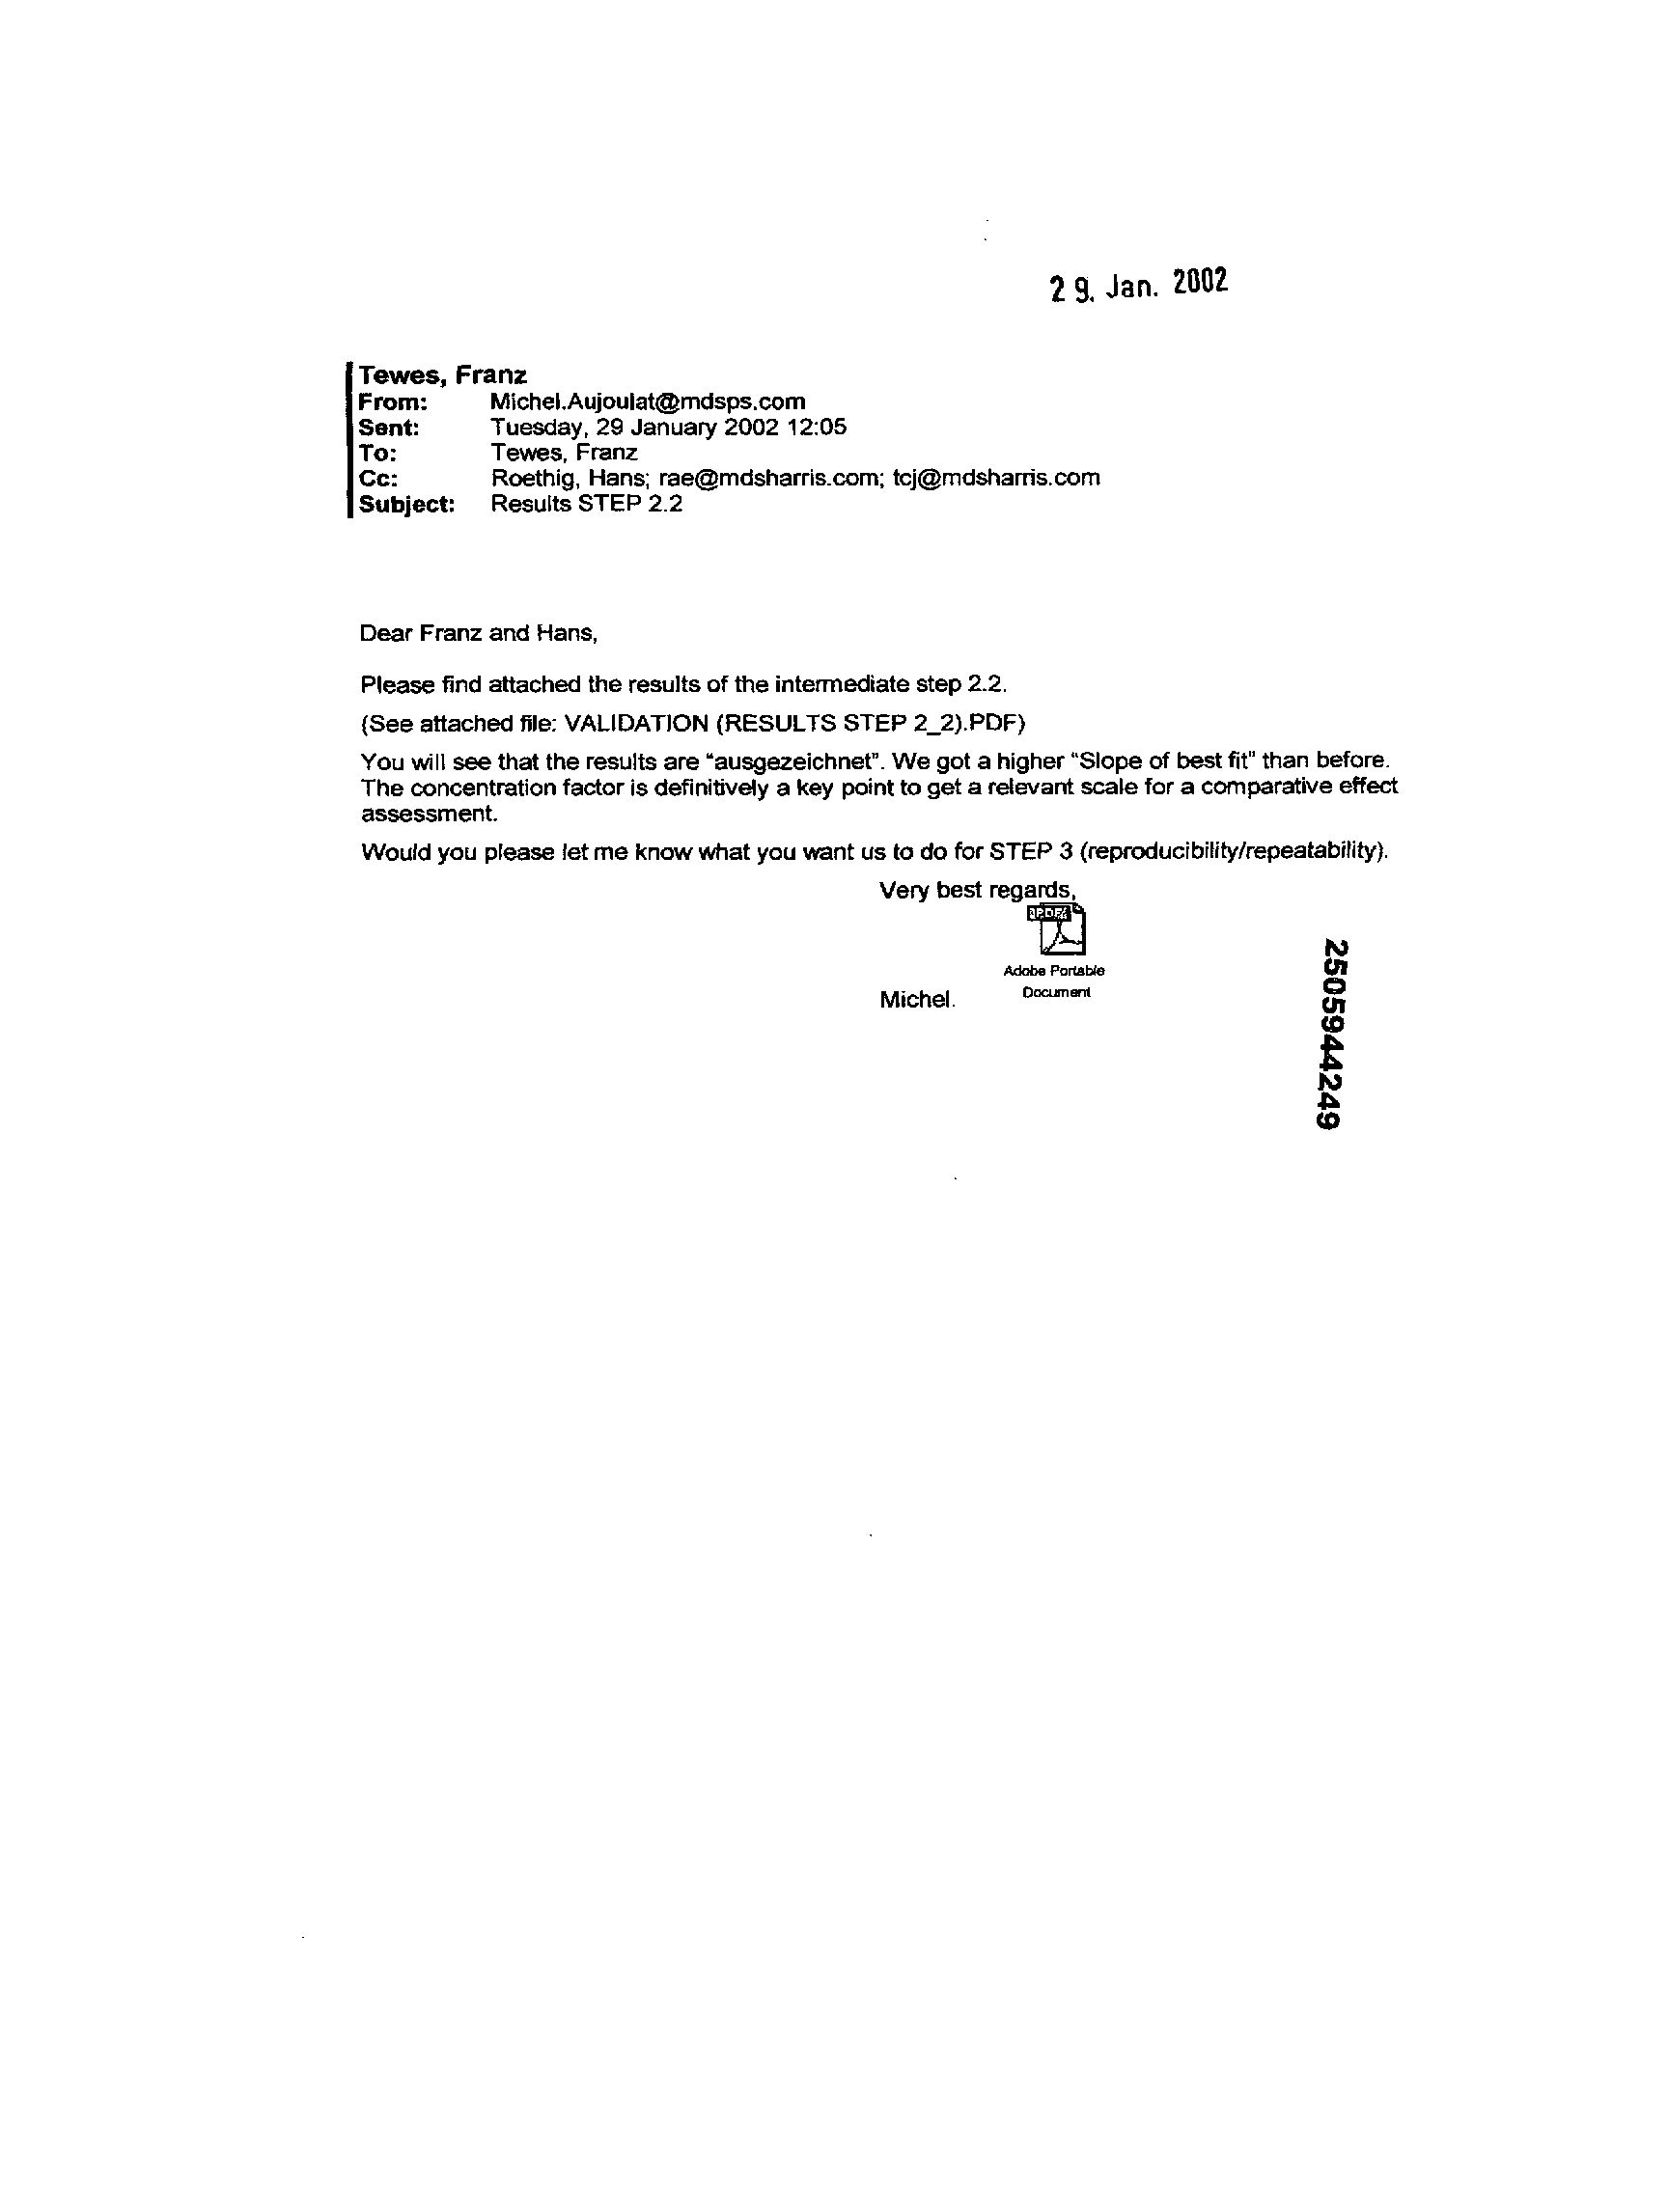 29. Jan. 2002
Tewes, Franz
From: Michel.Aujoulat@mdsps.com
Sent: Tuesday, 29 January 2002 12:05
To: Tewes, Franz
Cc: Roethig, Hans; rae@mdsharris.com; tcj@mdsharris.com
Subject: Results STEP 2.2
Dear Franz and Hans,
Please find attached the results of the intermediate step 2.2.
(See attached file: VALIDATION (RESULTS STEP 2_2).PDF)
You will see that the results are "ausgezeichnet". We got a higher "Slope of best fit" than before.
The concentration factor is definitively a key point to get a relevant scale for a comparative effect
assessment.
Would you please let me know what you want us to do for STEP 3 (reproducibility/repeatability).
Very best regards,
PDF
Adobe Portable
Document
Michel.
2505944249